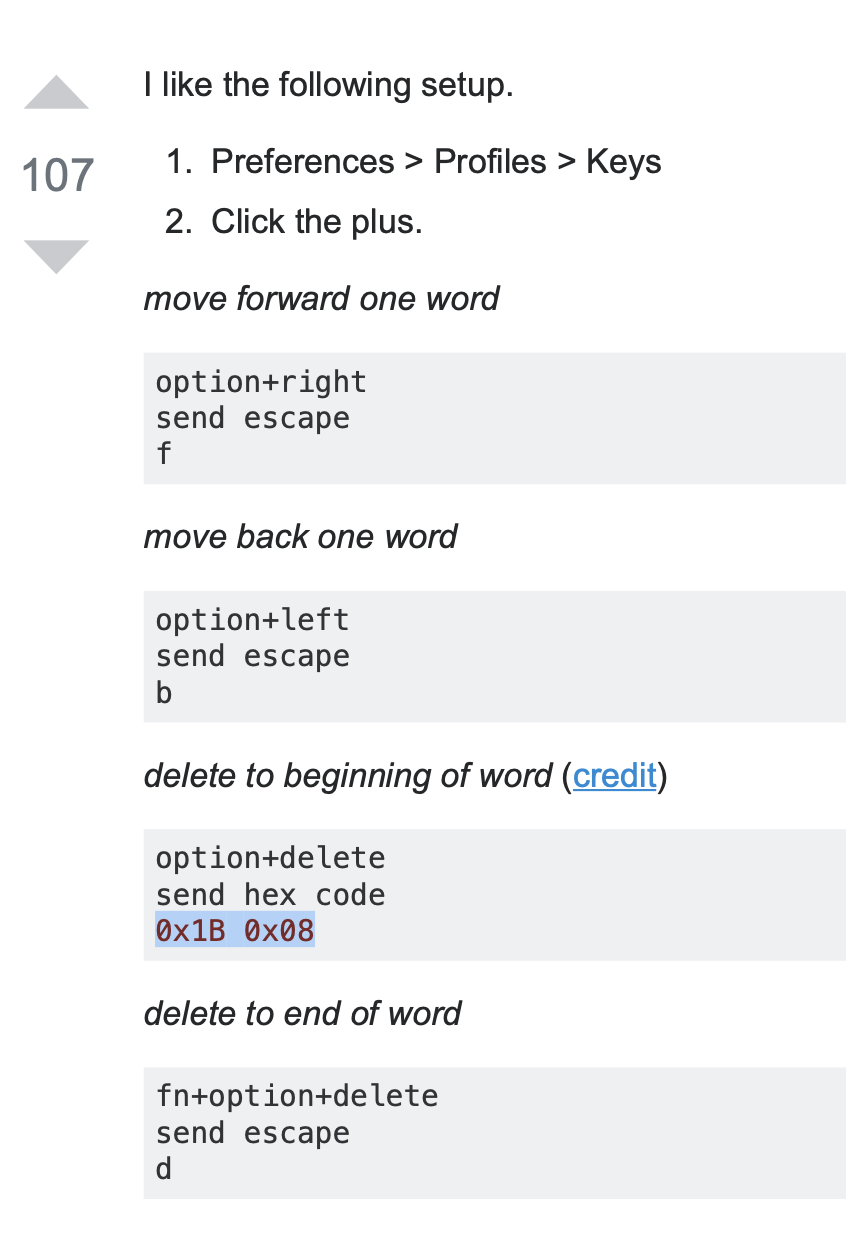 I like the following setup.
107
1. Preferences > Profiles > Keys
2. Click the plus.
move forward one word
option+right
send escape
f
move back one word
option+left
send escape
b
delete to beginning of word (credit)
option+delete
send hex code
0x1B 0x08
delete to end of word
fn+option+delete
send escape
d